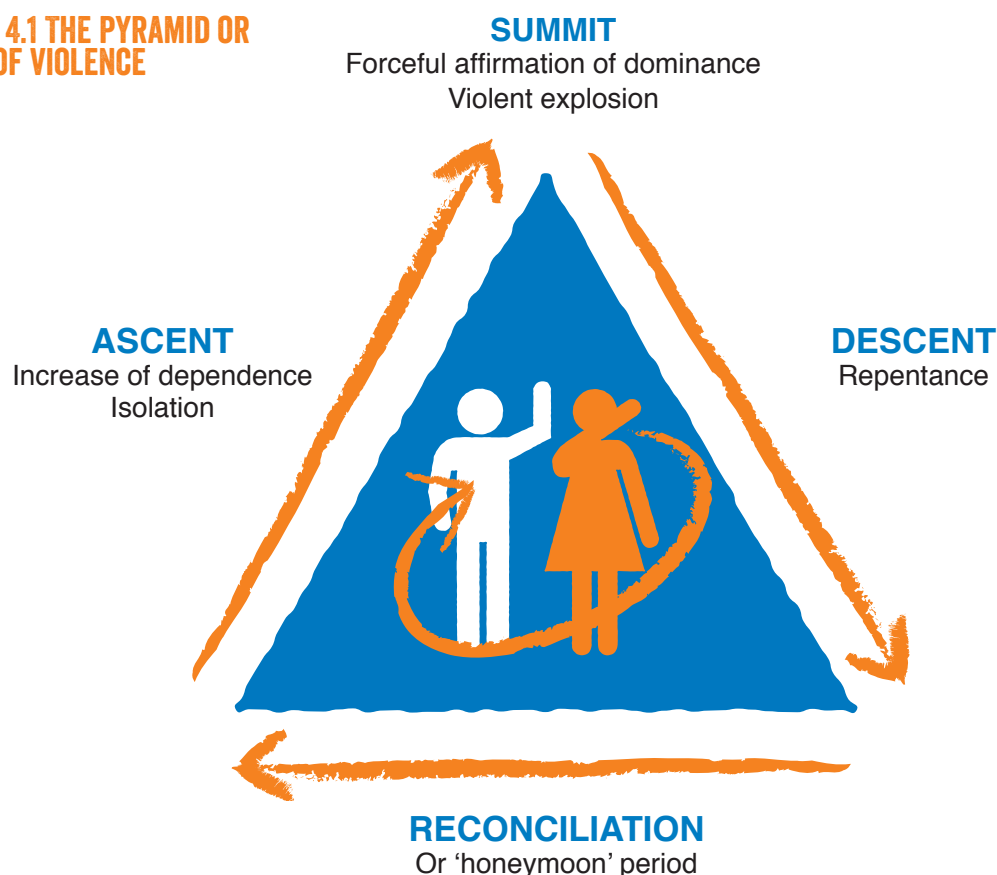 4.1 THE PYRAMID OR
OF VIOLENCE
SUMMIT
Forceful affirmation of dominance
Violent explosion
ASCENT
Increase of dependence
Isolation
DESCENT
Repentance
RECONCILIATION
Or ‘honeymoon’ period